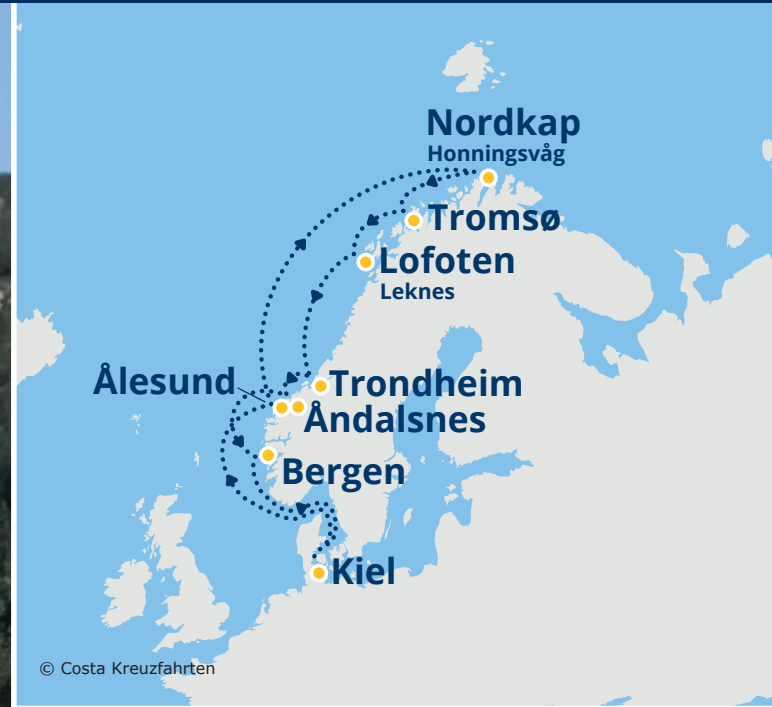 Nordkap
Honningsvåg
Tromsø
Lofoten
Leknes
Ålesund
Trondheim
Åndalsnes
Bergen
Kiel
© Costa Kreuzfahrten